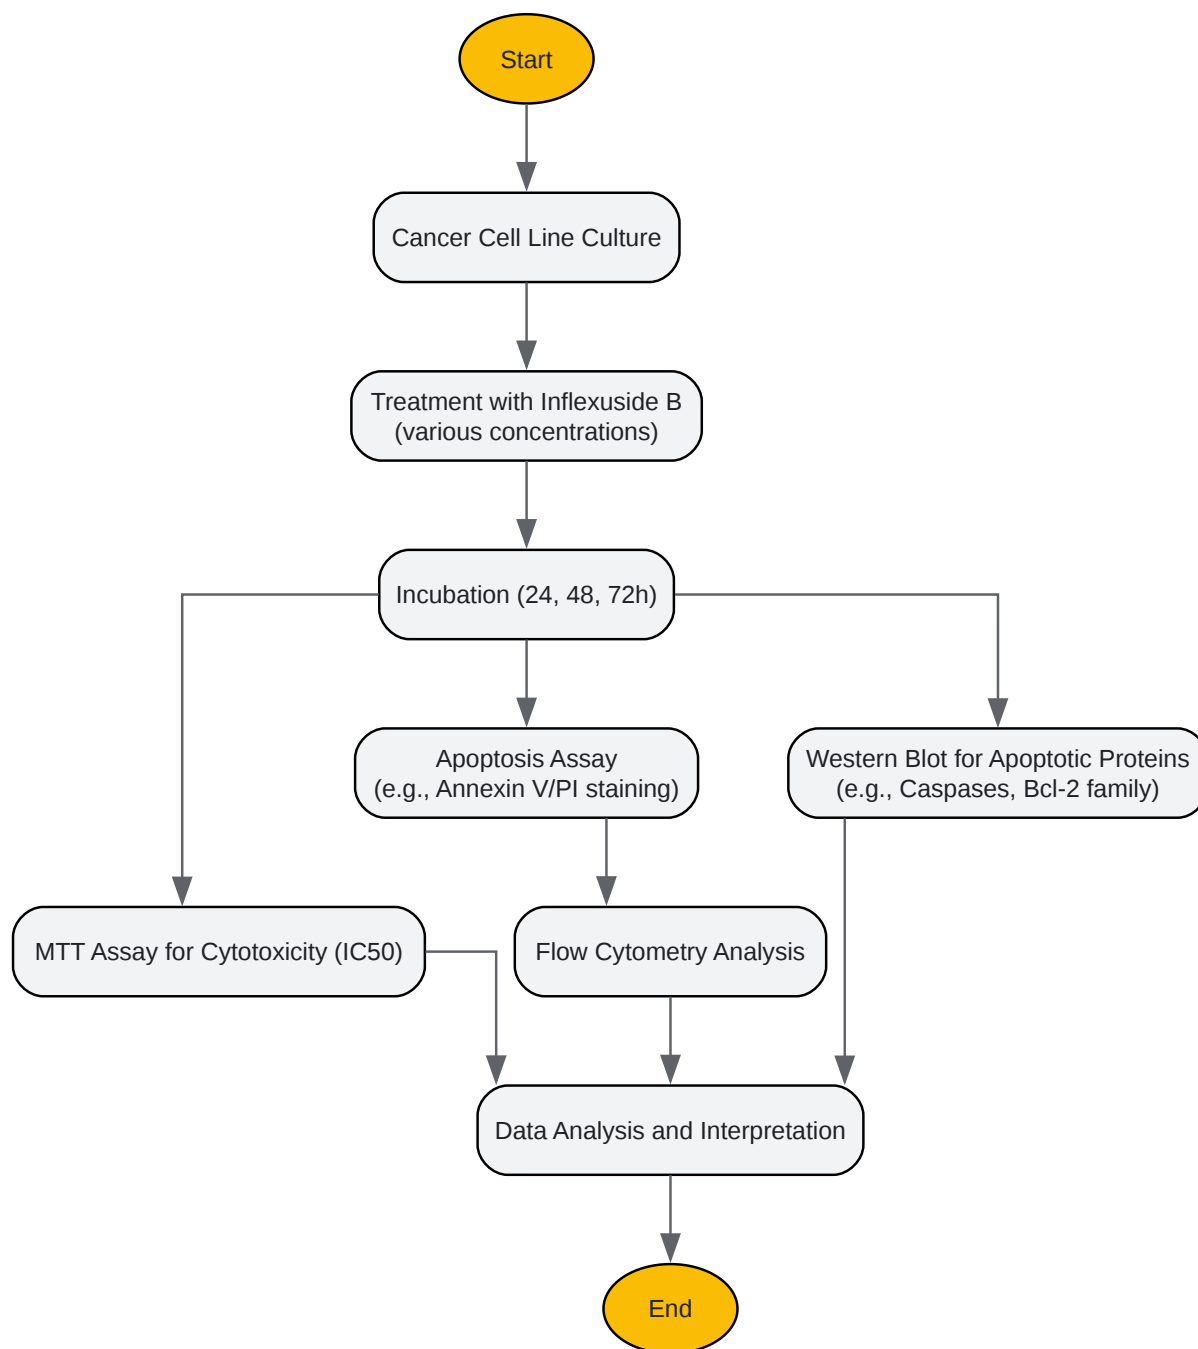 Start
Cancer Cell Line Culture
Treatment with Inflexuside B
(various concentrations)
Incubation (24, 48, 72h)
Apoptosis Assay
(e.g., Annexin V/PI staining)
Western Blot for Apoptotic Proteins
(e.g., Caspases, Bcl-2 family)
MTT Assay for Cytotoxicity (IC50)
Flow Cytometry Analysis
Data Analysis and Interpretation
End